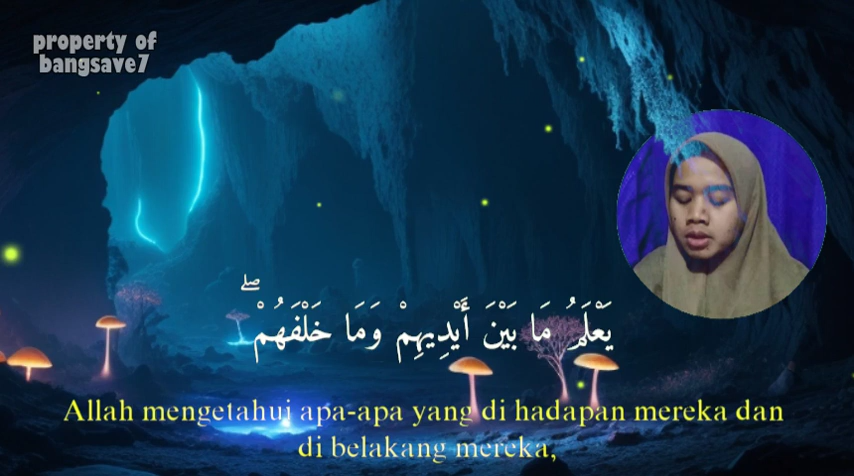 property of
bangsave7
يَعْلَمُ مَا بَيْنَ أَيْدِيهِمْ وَمَا خَلْفَهُمْ ۖ
Allah mengetahui apa-apa yang di hadapan mereka dan
di belakang mereka,